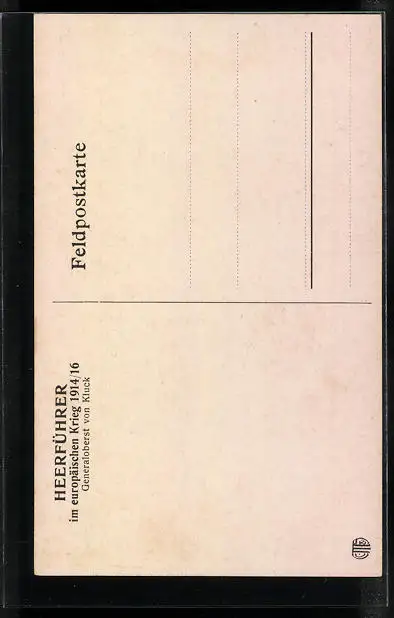 HEERFÜHRER
im europäischen Krieg 1914/16
Generaloberst von Kluck
Feldpostkarte